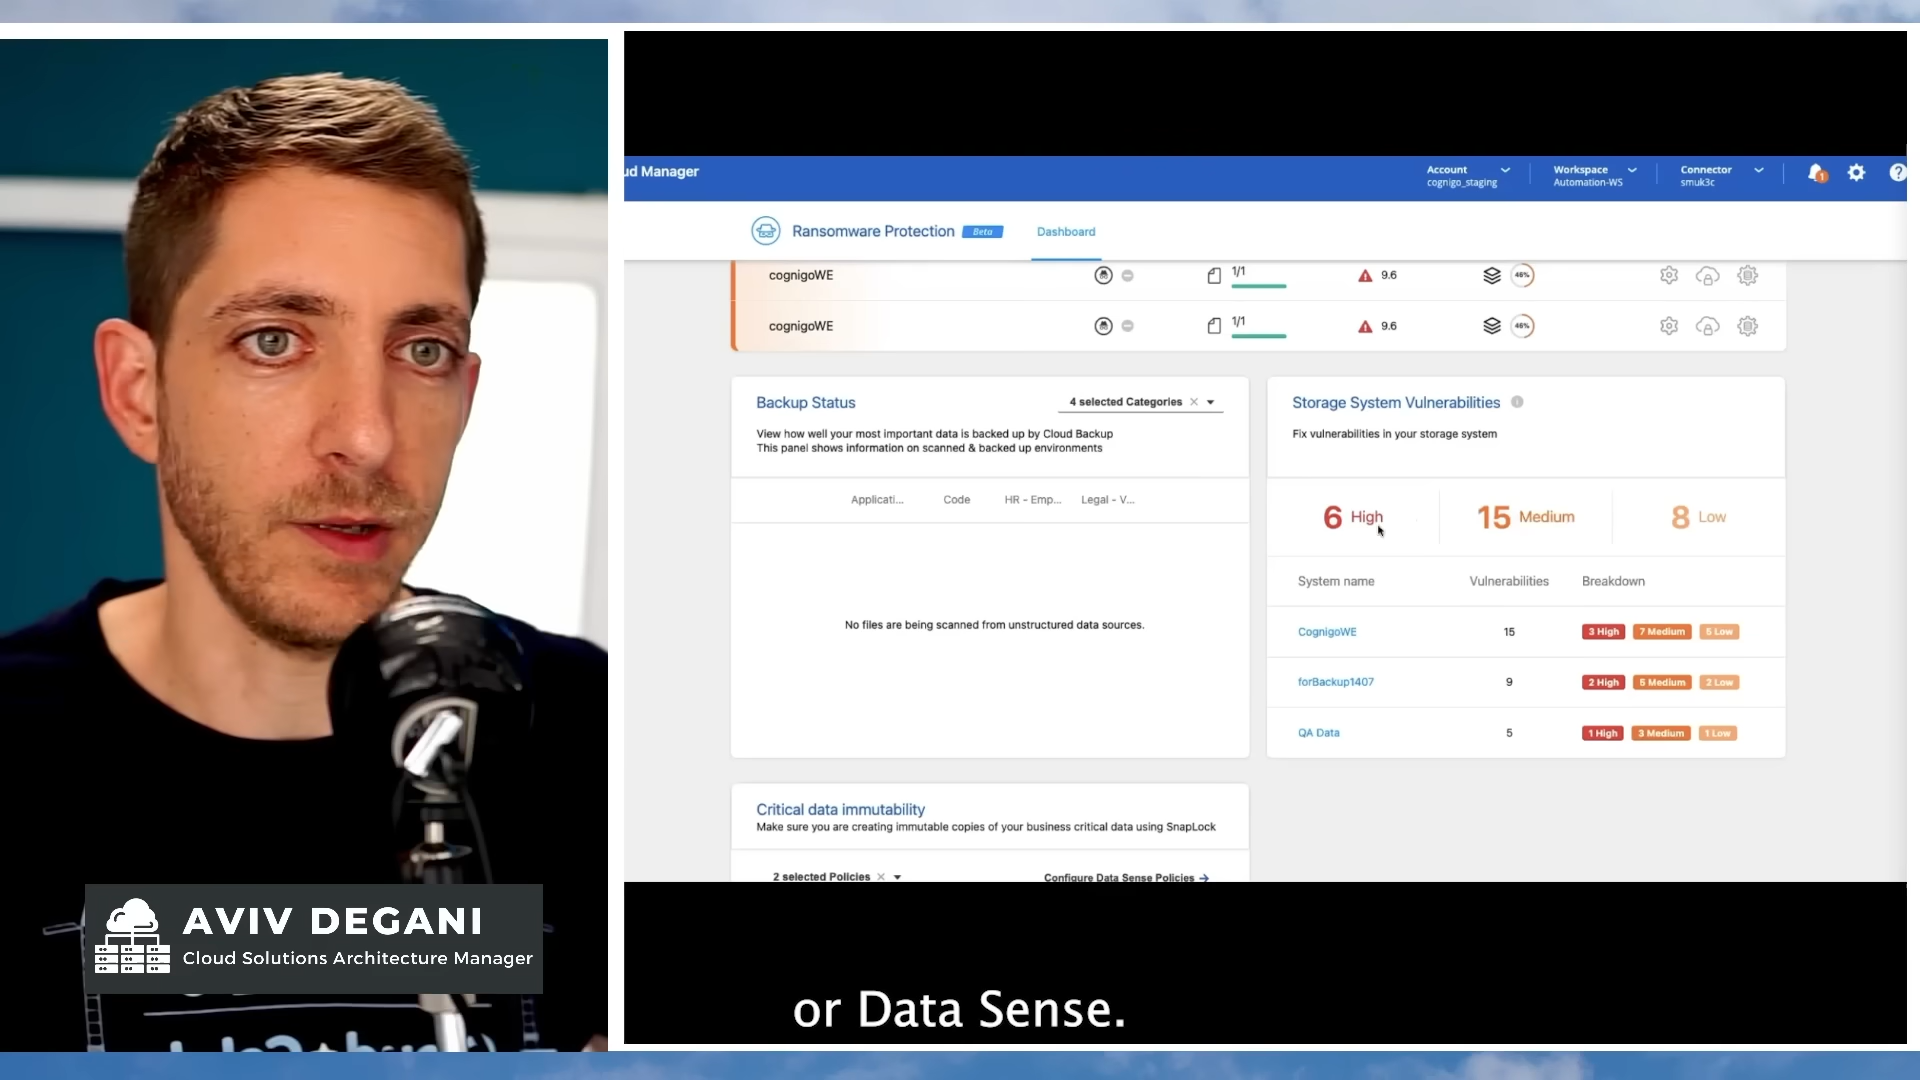 ud Manager
Account
cognigo_staging
Workspace
Automation-WS
Connector
smuk3c
1
?
Ransomware Protection
Beta
Dashboard
cognigoWE
1/1
9.6
46%
cognigoWE
1/1
9.6
46%
Backup Status
4 selected Categories
View how well your most important data is backed up by Cloud Backup
This panel shows information on scanned & backed up environments
Applicati...
Code
HR - Emp...
Legal - V...
No files are being scanned from unstructured data sources.
Storage System Vulnerabilities
Fix vulnerabilities in your storage system
6 High
15 Medium
8 Low
System name
Vulnerabilities
Breakdown
CognigoWE
15
3 High
7 Medium
5 Low
forBackup1407
9
2 High
5 Medium
2 Low
QA Data
5
1 High
3 Medium
1 Low
Critical data immutability
Make sure you are creating immutable copies of your business critical data using SnapLock
2 selected Policies
Configure Data Sense Policies
AVIV DEGANI
Cloud Solutions Architecture Manager
or Data Sense.